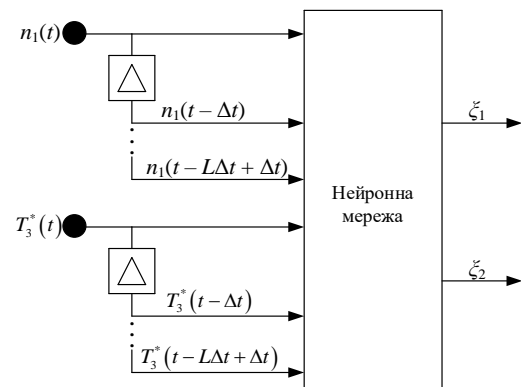 n₁(t)
△
n₁(t − Δt)
n₁(t − LΔt + Δt)
T₃*(t)
△
T₃*(t − Δt)
T₃*(t − LΔt + Δt)
Нейронна
мережа
ξ₁
ξ₂